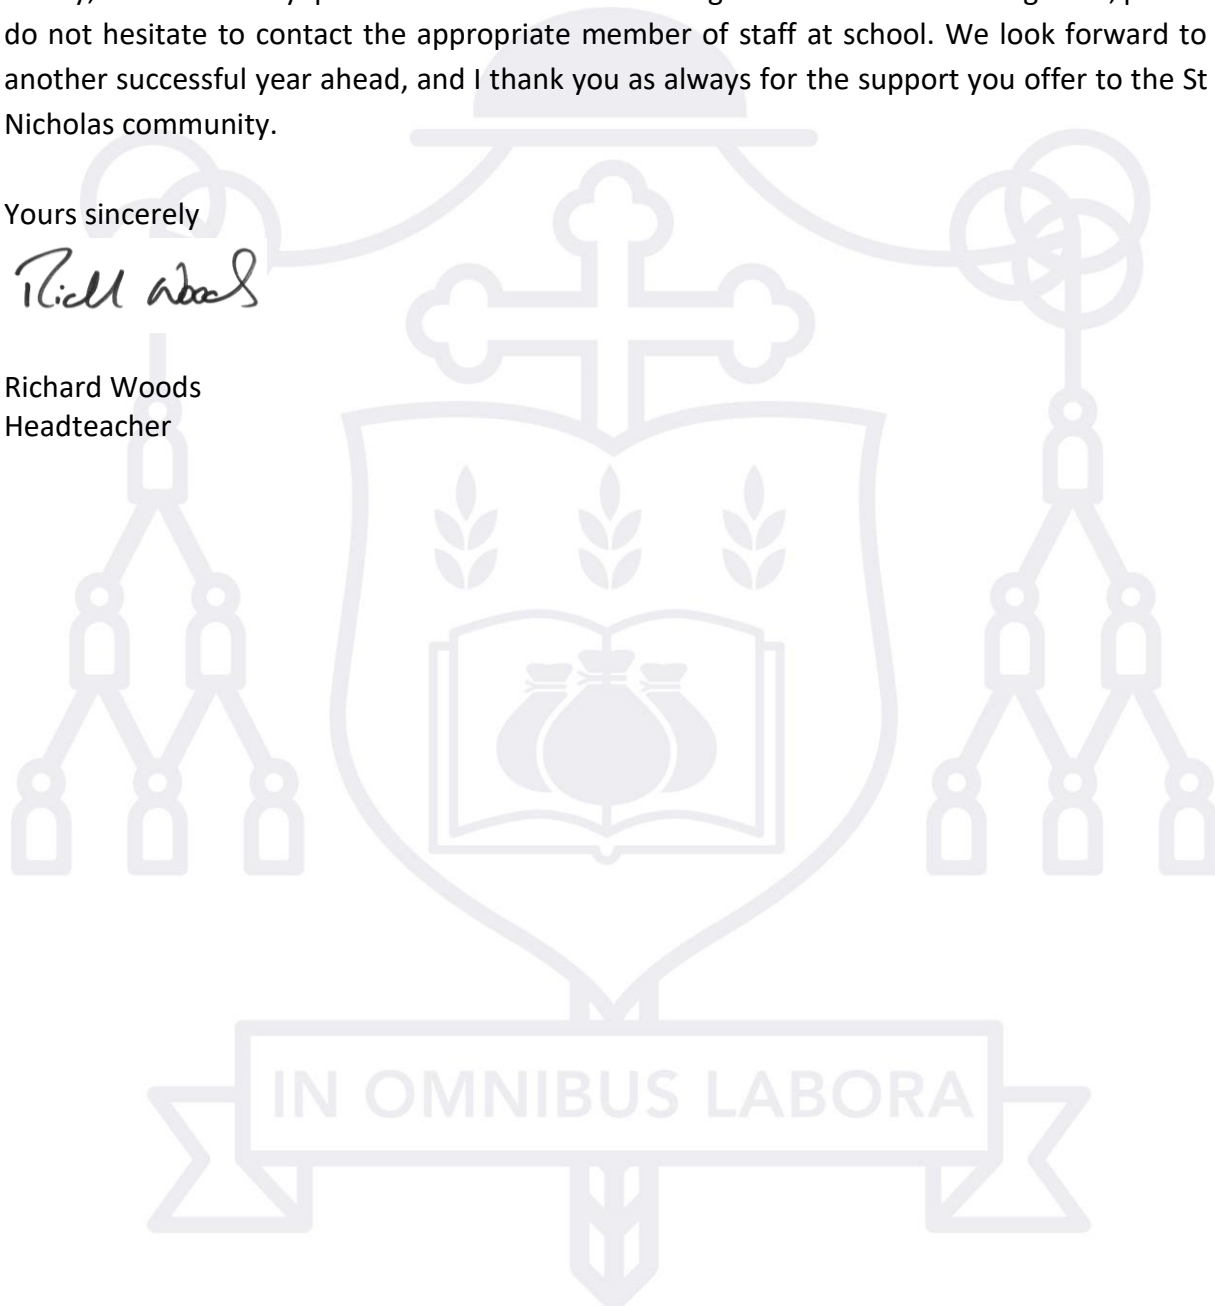 do not hesitate to contact the appropriate member of staff at school. We look forward to
another successful year ahead, and I thank you as always for the support you offer to the St
Nicholas community.
Yours sincerely
Richard Woods
Headteacher
IN OMNIBUS LABORA